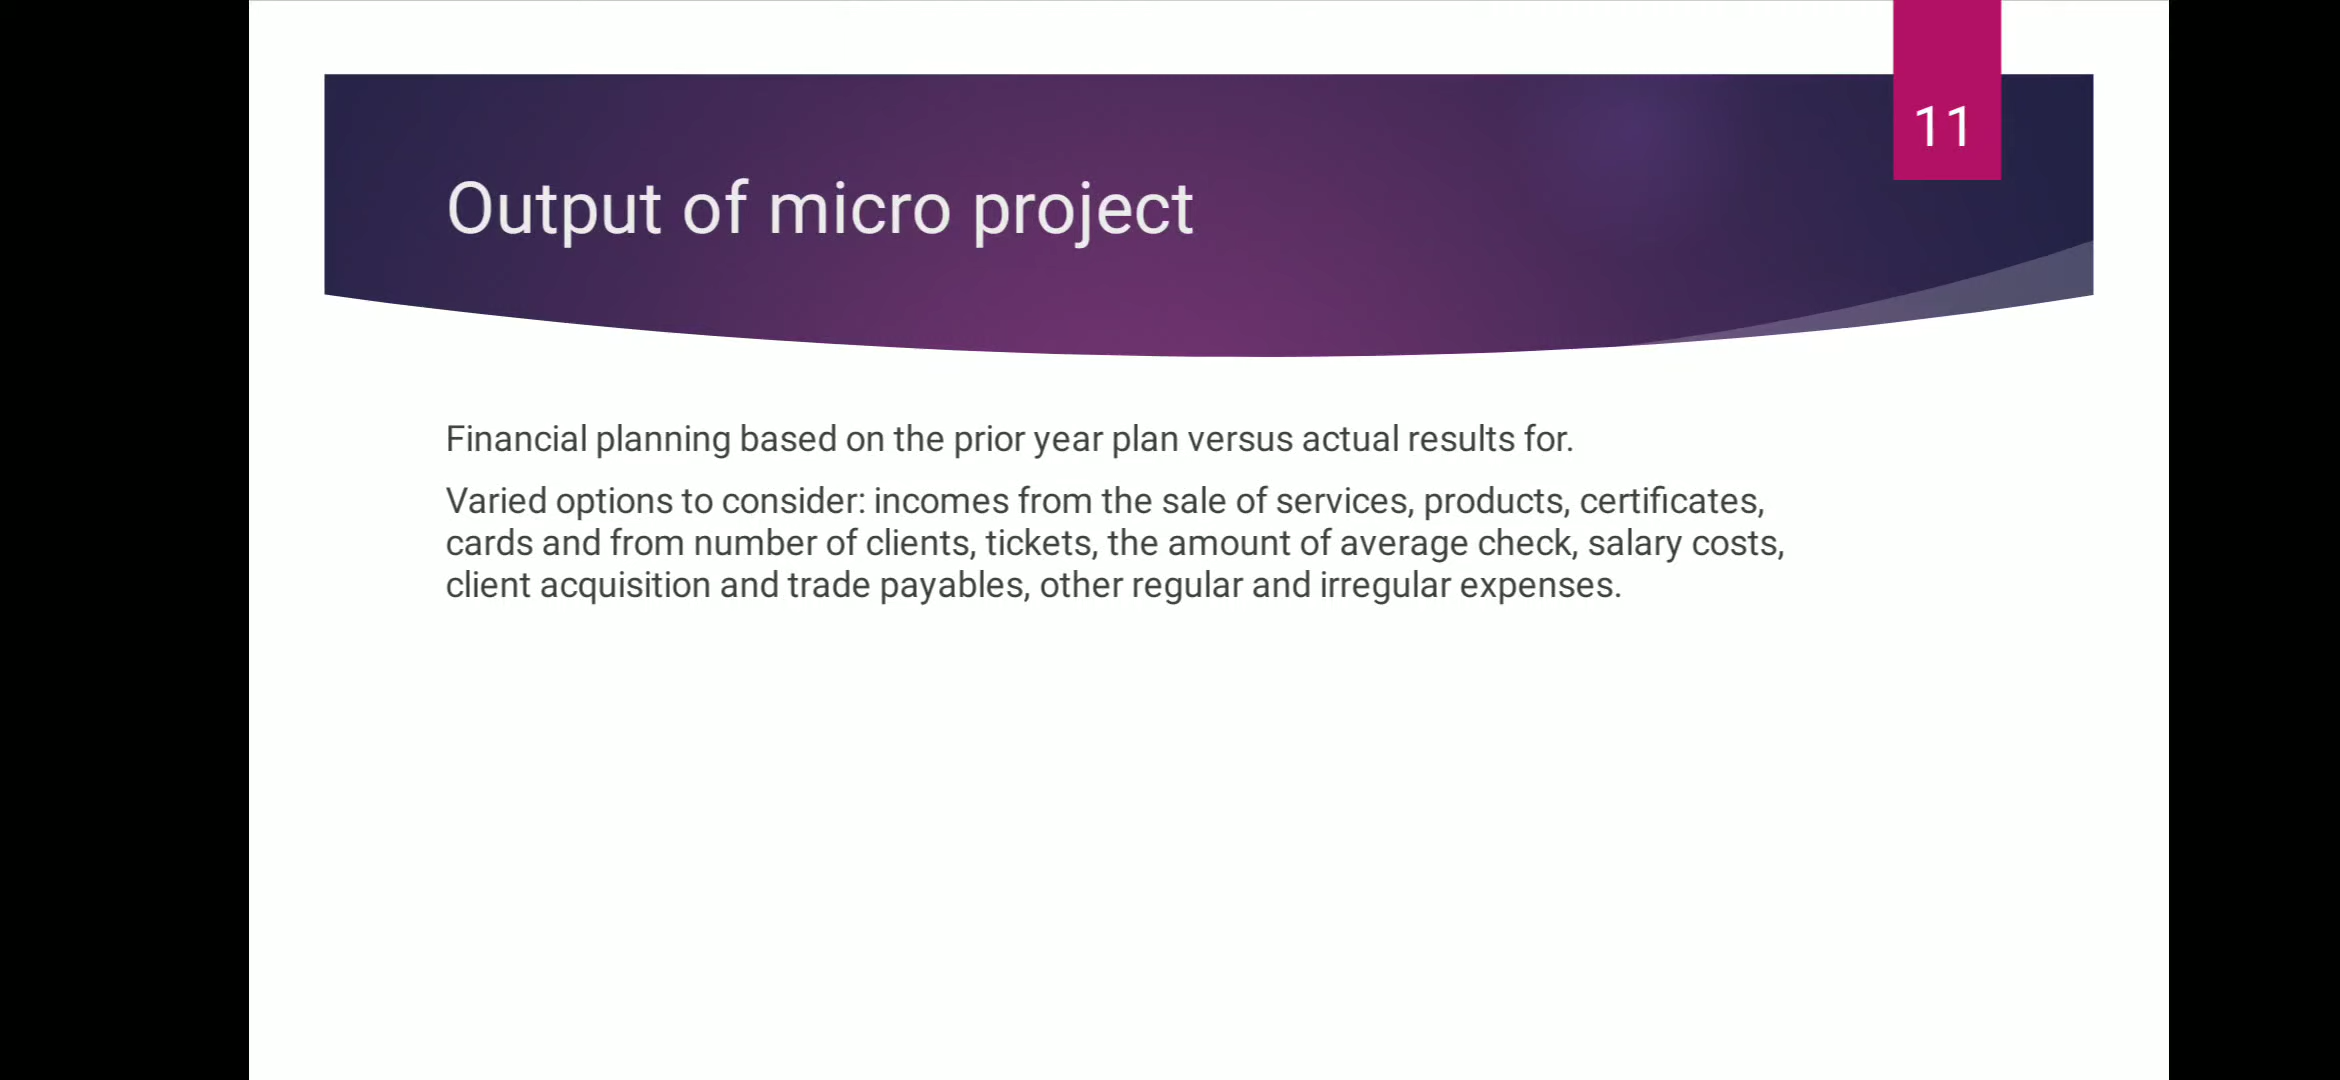 11
Output of micro project
Financial planning based on the prior year plan versus actual results for.
Varied options to consider: incomes from the sale of services, products, certificates,
cards and from number of clients, tickets, the amount of average check, salary costs,
client acquisition and trade payables, other regular and irregular expenses.